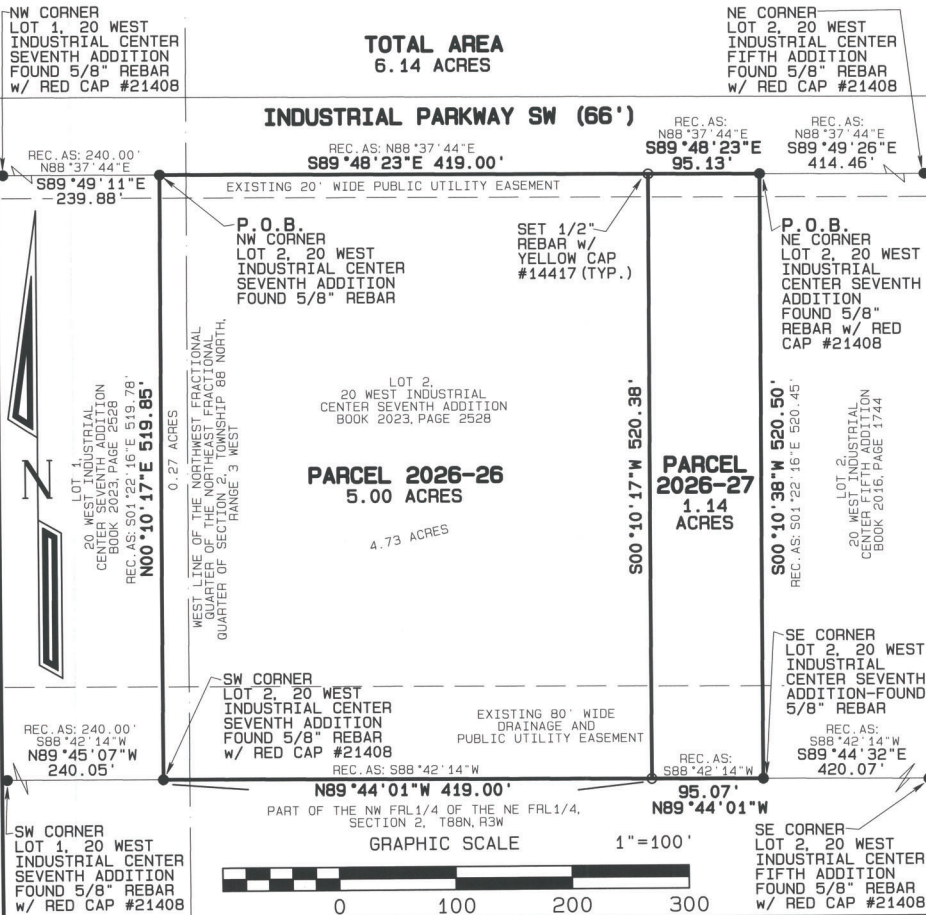 NW CORNER
LOT 1, 20 WEST
INDUSTRIAL CENTER
SEVENTH ADDITION
FOUND 5/8" REBAR
W/ RED CAP #21408
TOTAL AREA
6.14 ACRES
NE CORNER
LOT 2, 20 WEST
INDUSTRIAL CENTER
FIFTH ADDITION
FOUND 5/8" REBAR
W/ RED CAP #21408
INDUSTRIAL PARKWAY SW (66')
REC. AS: 240.00'
N88°37'44"E
S89°49'11"E
239.88'
REC. AS: N88°37'44"E
S89°48'23"E 419.00'
REC. AS:
N88°37'44"E
S89°48'23"E
95.13'
REC. AS:
N88°37'44"E
S89°49'26"E
414.46'
EXISTING 20' WIDE PUBLIC UTILITY EASEMENT
P.O.B.
NW CORNER
LOT 2, 20 WEST
INDUSTRIAL CENTER
SEVENTH ADDITION
FOUND 5/8" REBAR
SET 1/2"
REBAR W/
YELLOW CAP
#14417 (TYP.)
P.O.B.
NE CORNER
LOT 2, 20 WEST
INDUSTRIAL
CENTER SEVENTH
ADDITION
FOUND 5/8"
REBAR W/ RED
CAP #21408
N
LOT 1,
20 WEST INDUSTRIAL
CENTER SEVENTH ADDITION
BOOK 2023, PAGE 2528
REC. AS: S01°22'16"E 519.78'
N00°10'17"E 519.85'
0.27 ACRES
WEST LINE OF THE NORTHWEST FRACTIONAL
QUARTER OF THE NORTHEAST FRACTIONAL
QUARTER OF SECTION 2, TOWNSHIP 88 NORTH,
RANGE 3 WEST
LOT 2,
20 WEST INDUSTRIAL
CENTER SEVENTH ADDITION
BOOK 2023, PAGE 2528
PARCEL 2026-26
5.00 ACRES
4.73 ACRES
S00°10'17"W 520.38'
PARCEL
2026-27
1.14
ACRES
S00°10'38"W 520.50'
REC. AS: S01°22'16"E 520.45'
LOT 2,
20 WEST INDUSTRIAL
CENTER FIFTH ADDITION
BOOK 2016, PAGE 1744
SW CORNER
LOT 2, 20 WEST
INDUSTRIAL CENTER
SEVENTH ADDITION
FOUND 5/8" REBAR
W/ RED CAP #21408
EXISTING 80' WIDE
DRAINAGE AND
PUBLIC UTILITY EASEMENT
SE CORNER
LOT 2, 20 WEST
INDUSTRIAL
CENTER SEVENTH
ADDITION-FOUND
5/8" REBAR
REC. AS: 240.00'
S88°42'14"W
N89°45'07"W
240.05'
REC. AS: S88°42'14"W
N89°44'01"W 419.00'
REC. AS:
S88°42'14"W
95.07'
N89°44'01"W
REC. AS:
S88°42'14"W
S89°44'32"E
420.07'
PART OF THE NW FRL1/4 OF THE NE FRL1/4,
SECTION 2, T88N, R3W
SW CORNER
LOT 1, 20 WEST
INDUSTRIAL CENTER
SEVENTH ADDITION
FOUND 5/8" REBAR
W/ RED CAP #21408
GRAPHIC SCALE 1"=100'
0 100 200 300
SE CORNER
LOT 2, 20 WEST
INDUSTRIAL CENTER
FIFTH ADDITION
FOUND 5/8" REBAR
W/ RED CAP #21408